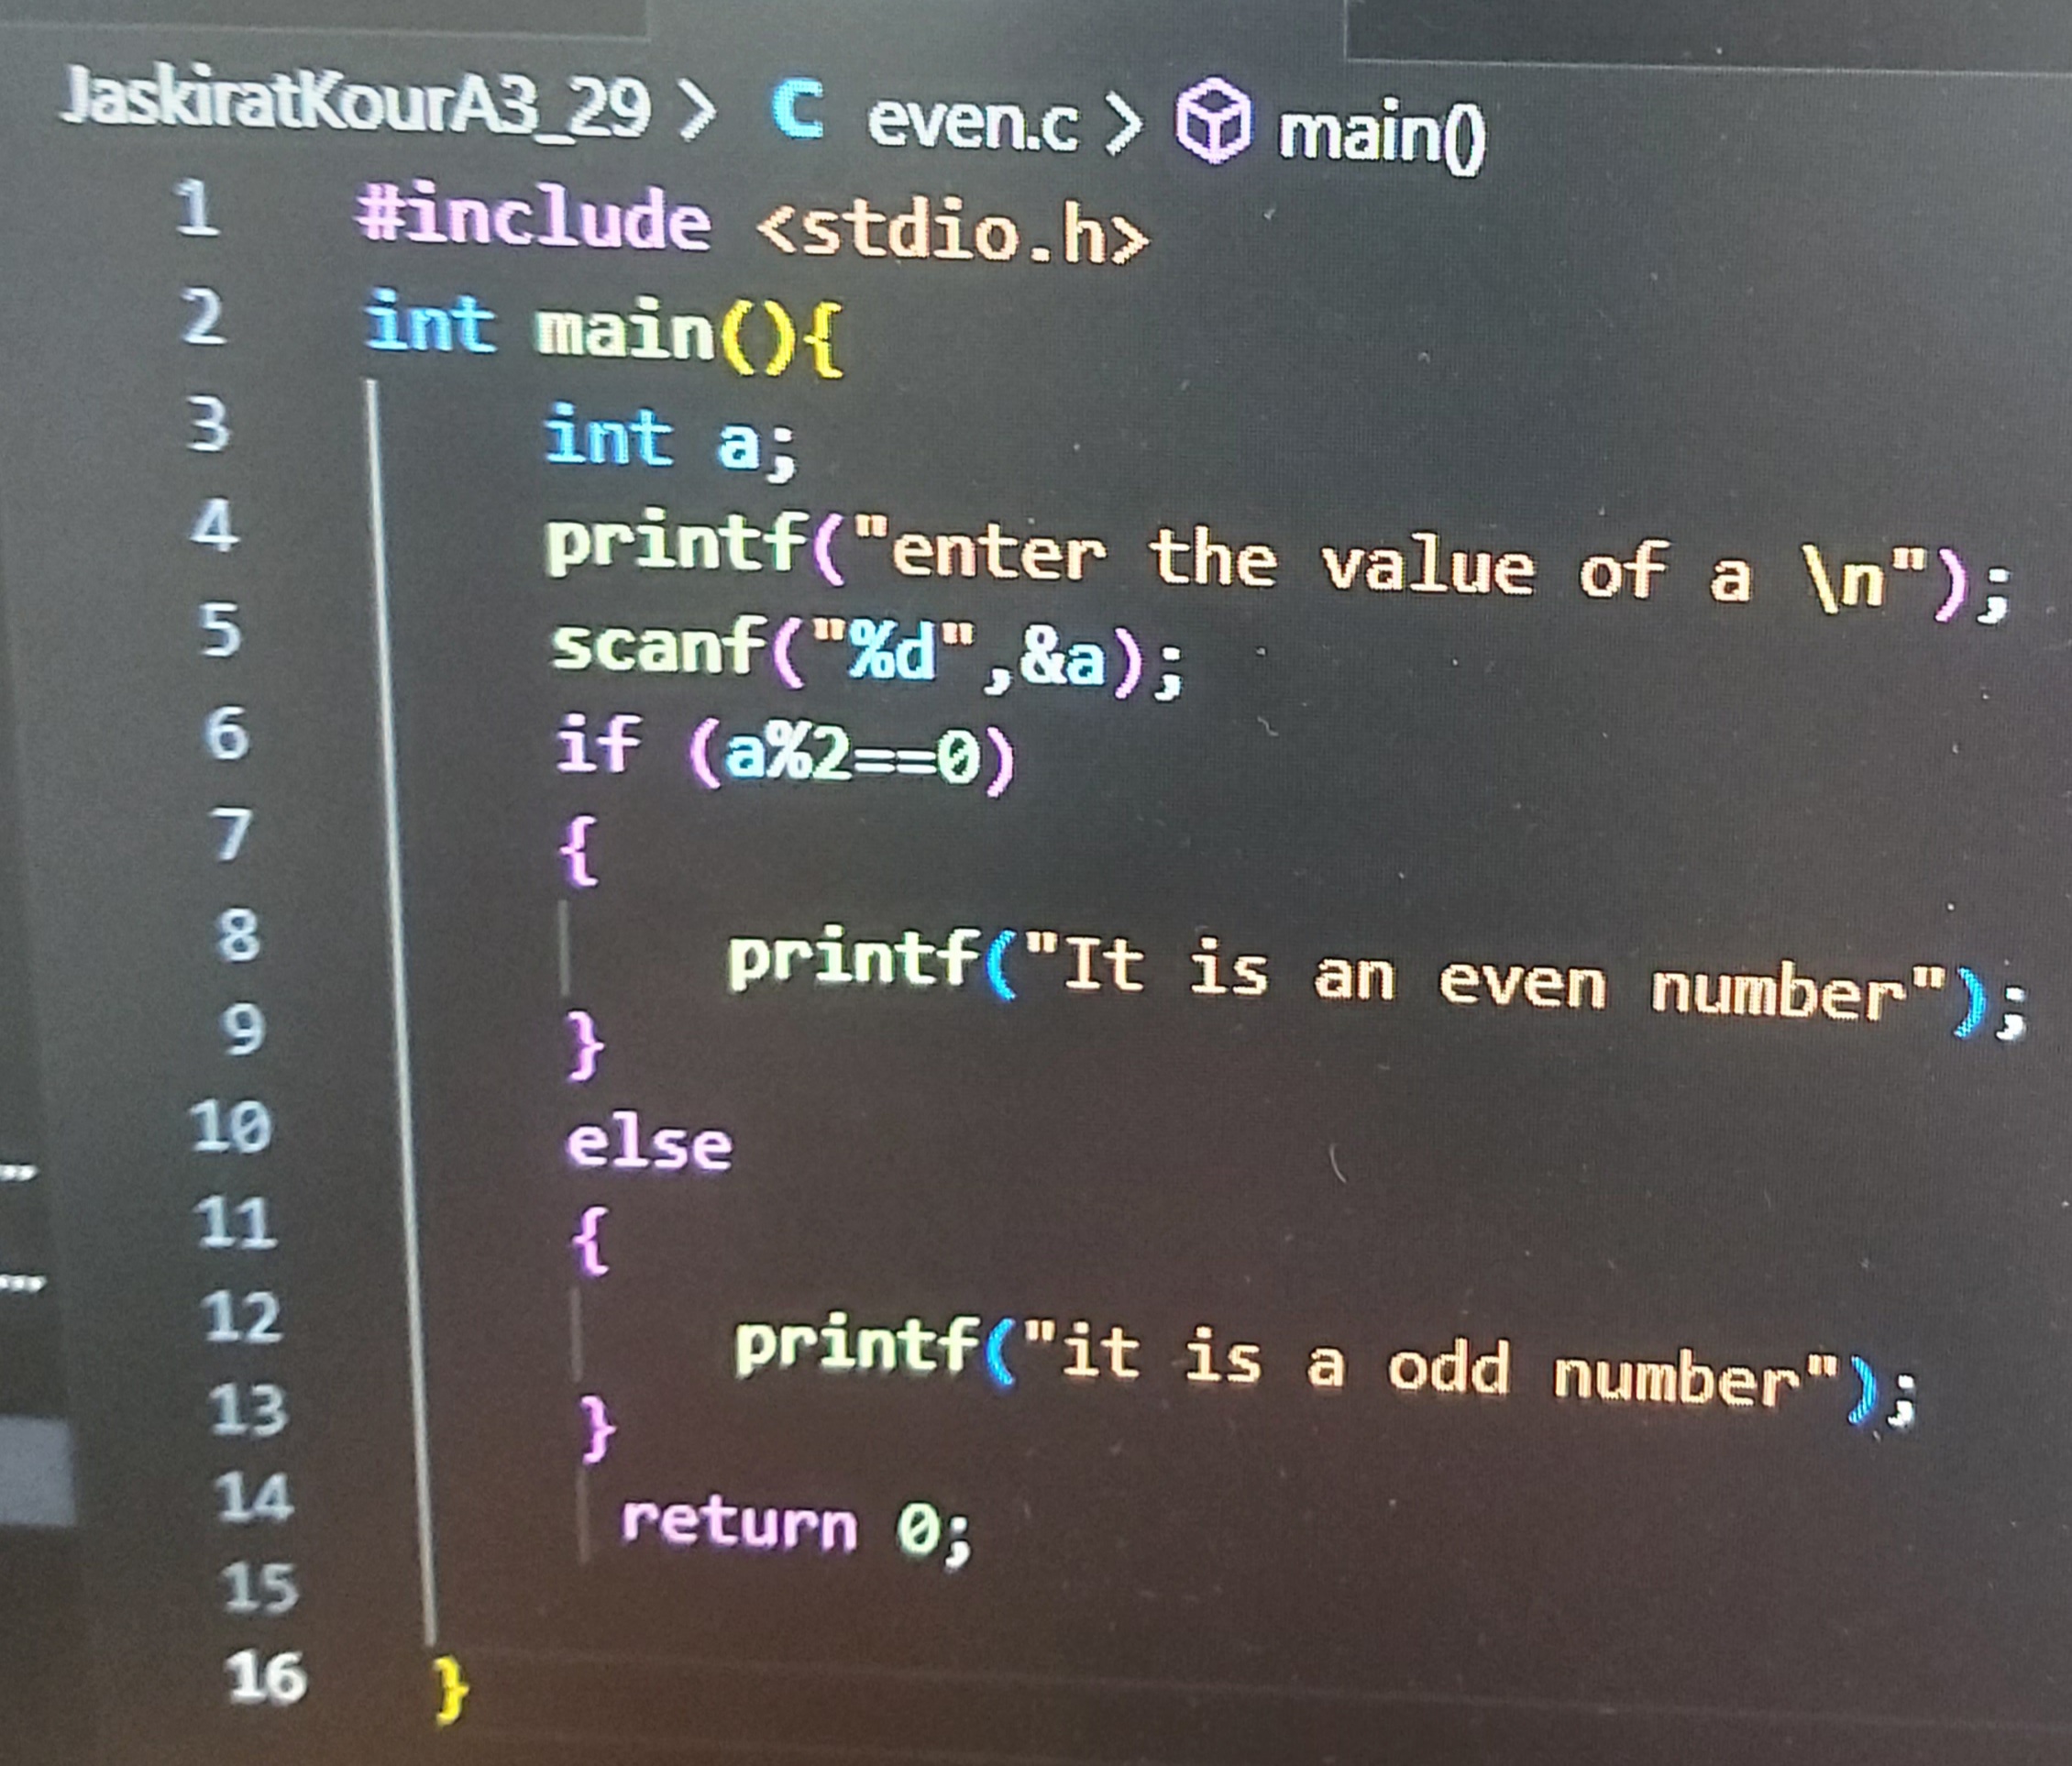 JaskiratKourA3_29 > C even.c > main()
1 #include <stdio.h>
2 int main(){
3 int a;
4 printf("enter the value of a \n");
5 scanf("%d",&a);
6 if (a%2==0)
7 {
8 printf("It is an even number");
9 }
10 else
11 {
12 printf("it is a odd number");
13 }
14 return 0;
15
16 }